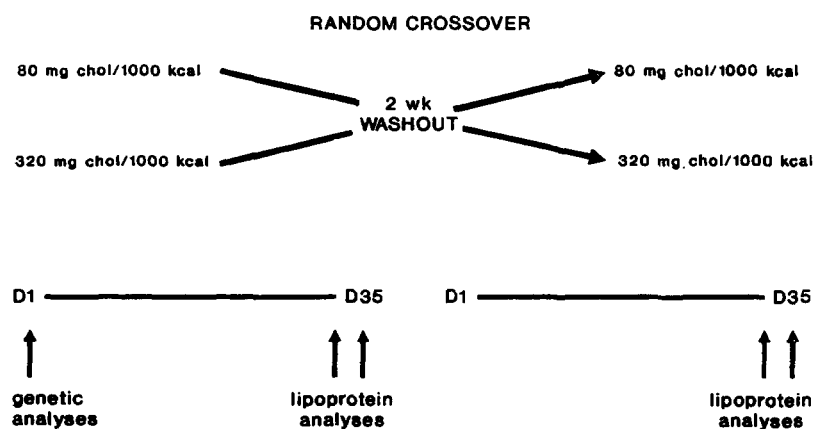 RANDOM CROSSOVER
80 mg chol/1000 kcal
80 mg chol/1000 kcal
2 wk
WASHOUT
320 mg chol/1000 kcal
320 mg. chol/1000 kcal
D1
D35
D1
D35
genetic
analyses
lipoprotein
analyses
lipoprotein
analyses